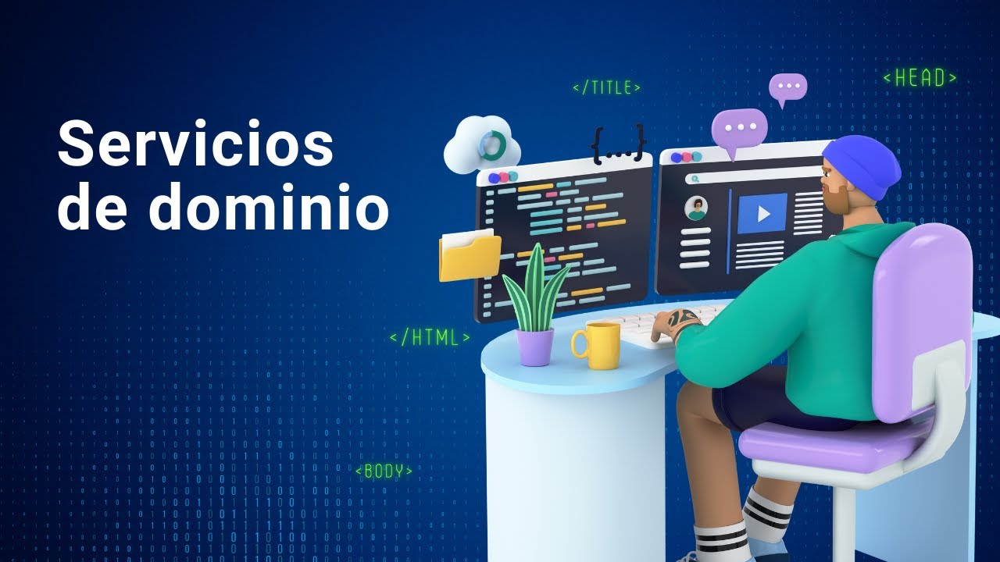 Servicios
de dominio
</TITLE>
<HEAD>
{...}
</HTML>
<BODY>